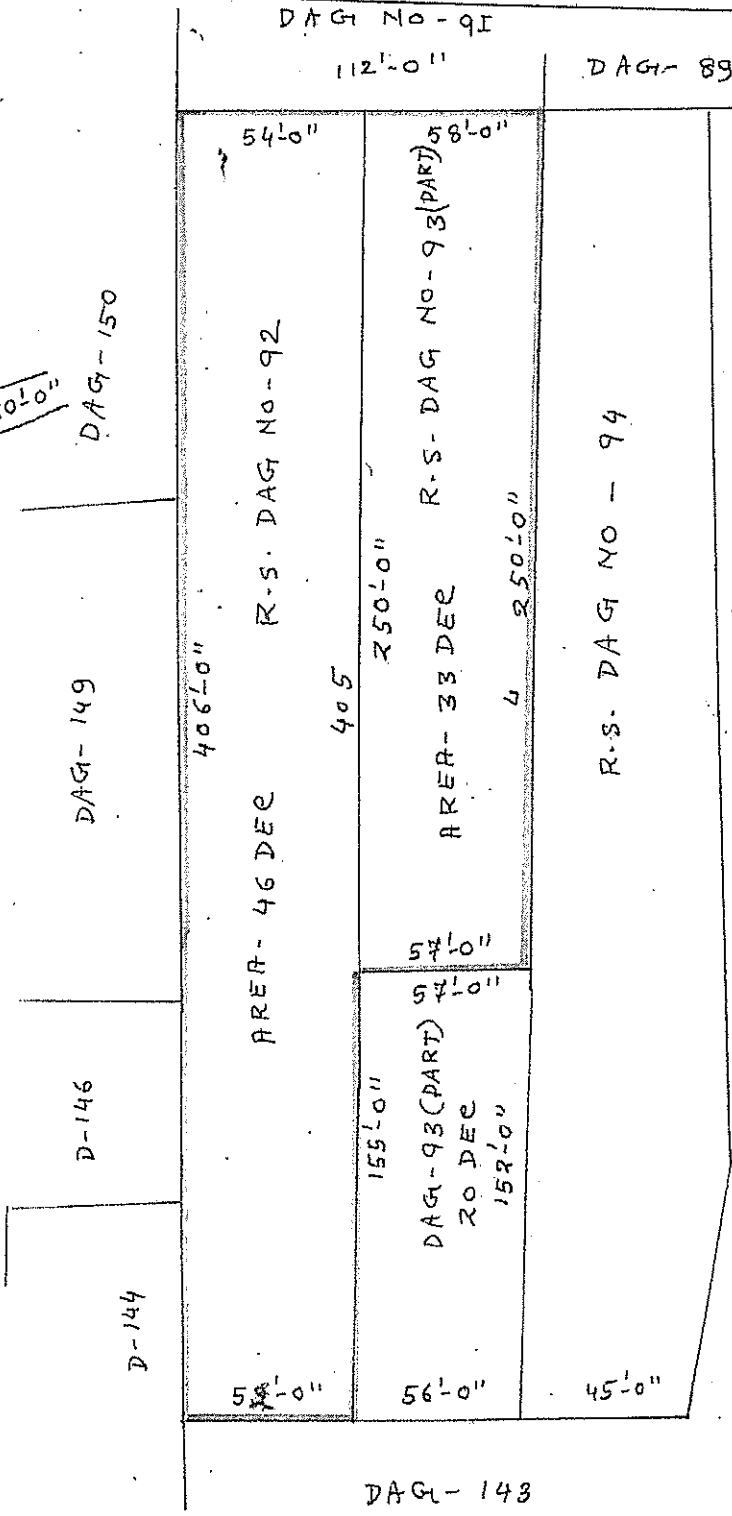 DAG NO-91
112'-0"
DAG- 89
54'-0"
58'-0"
DAG-150
0'-0"
R.S. DAG NO-92
R.S. DAG NO-93(PART)
DAG-149
406'-0"
405
250'-0"
250'-0"
4
R.S. DAG NO - 94
AREA- 46 DEC
AREA- 33 DEC
57'-0"
57'-0"
D-146
155'-0"
DAG-93(PART)
20 DEC
152'-0"
D-144
56'-0"
45'-0"
DAG- 143